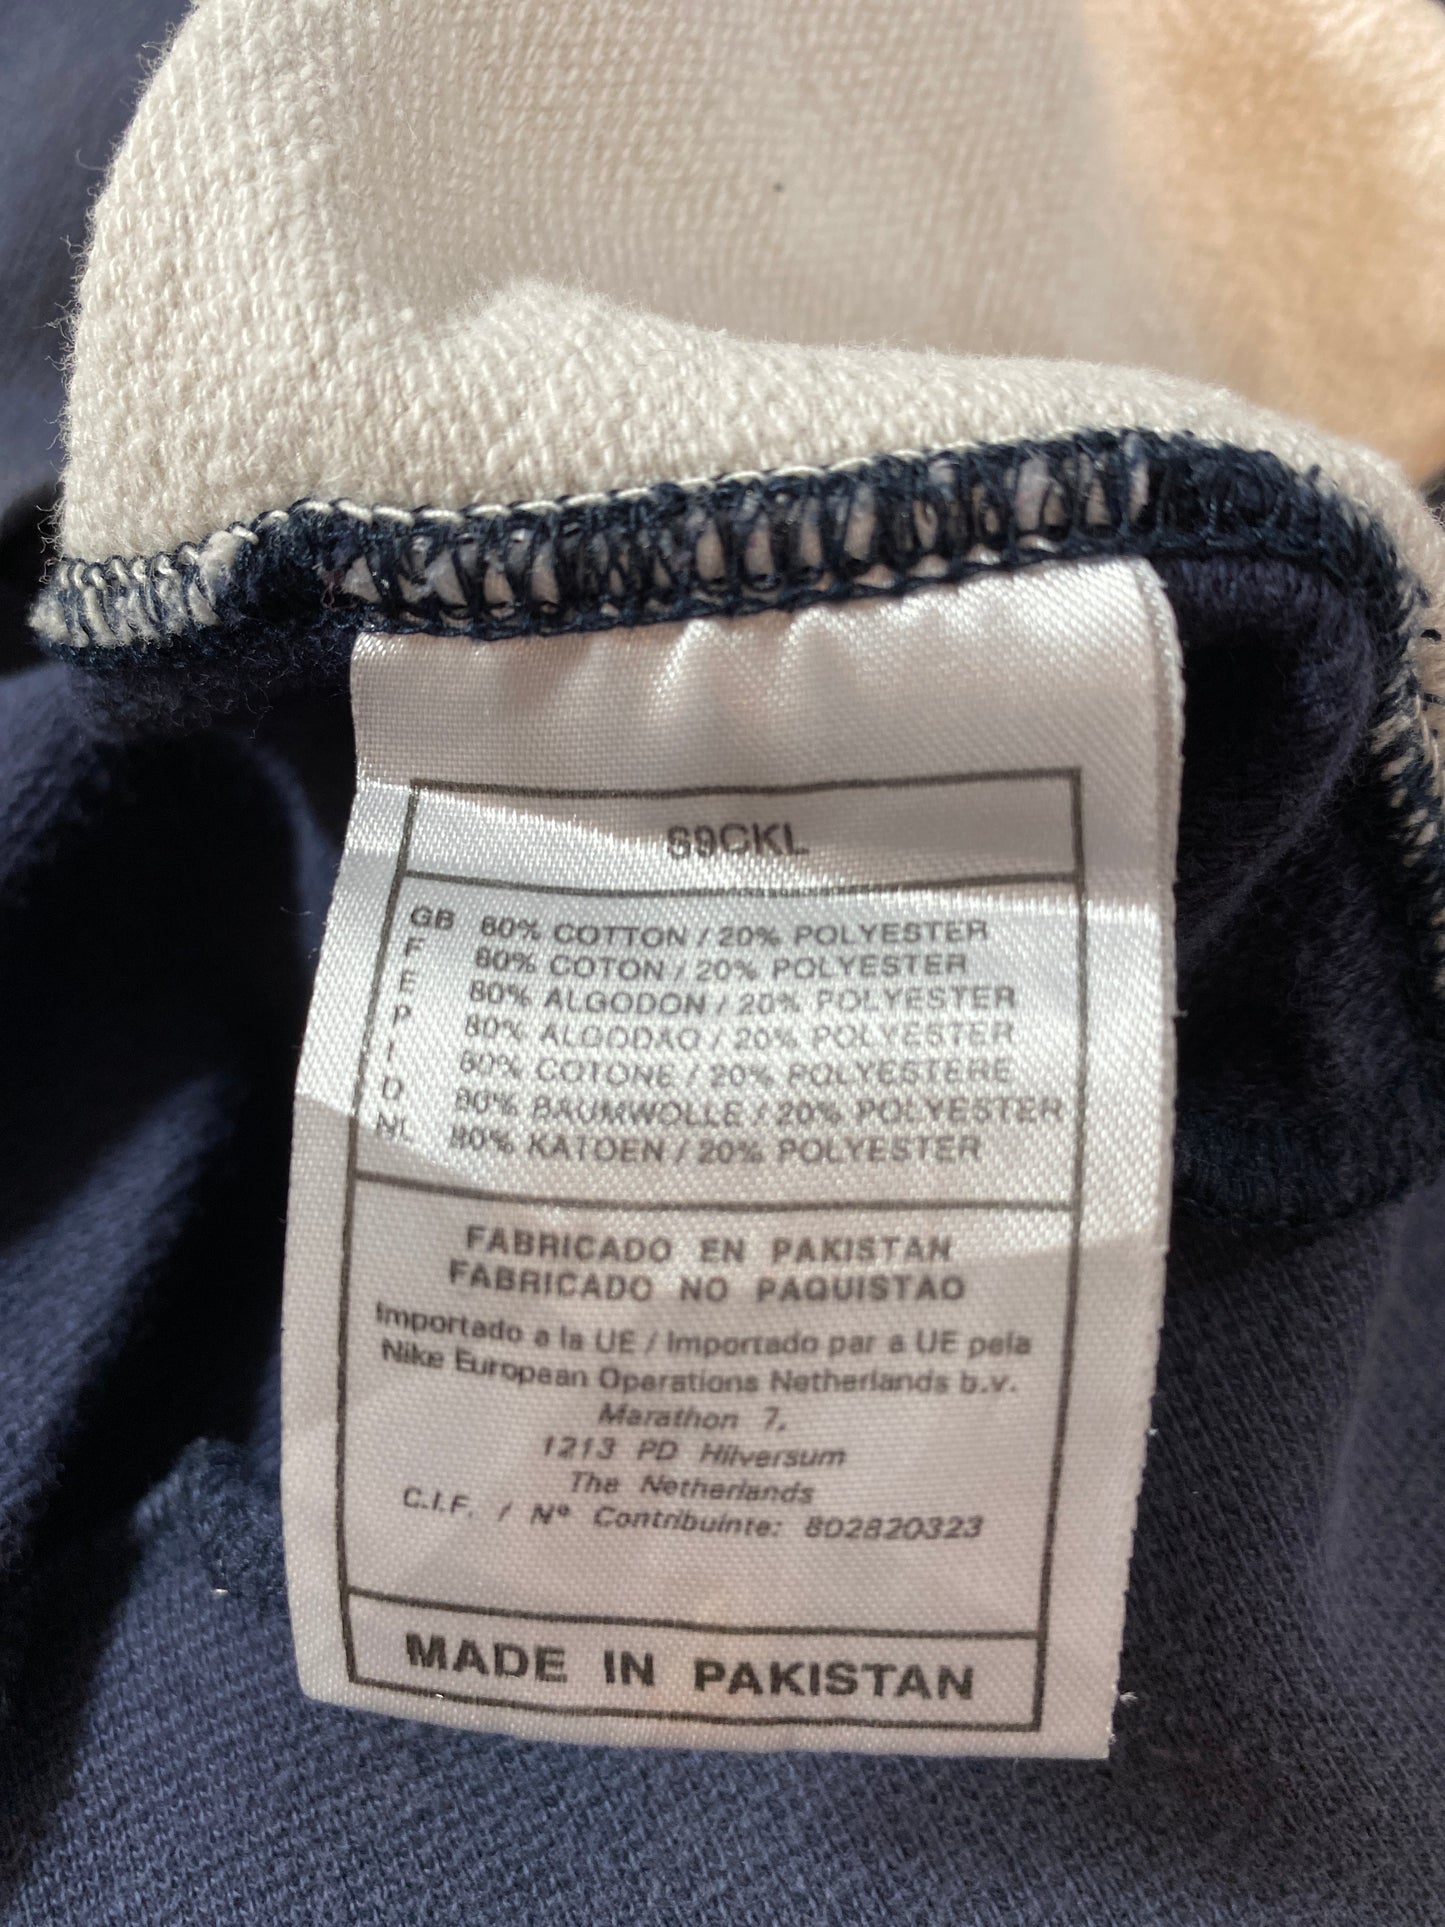 S9CKL
GB 80% COTTON / 20% POLYESTER
F 80% COTON / 20% POLYESTER
E 80% ALGODON / 20% POLYESTER
P 80% ALGODAO / 20% POLYESTER
I 80% COTONE / 20% POLYESTERE
D 80% BAUMWOLLE / 20% POLYESTER
NL 80% KATOEN / 20% POLYESTER
FABRICADO EN PAKISTAN
FABRICADO NO PAQUISTAO
Importado a la UE / Importado par a UE pela
Nike European Operations Netherlands b.v.
Marathon 7,
1213 PD Hilversum
The Netherlands
C.I.F. / Nº Contribuinte: 802820323
MADE IN PAKISTAN